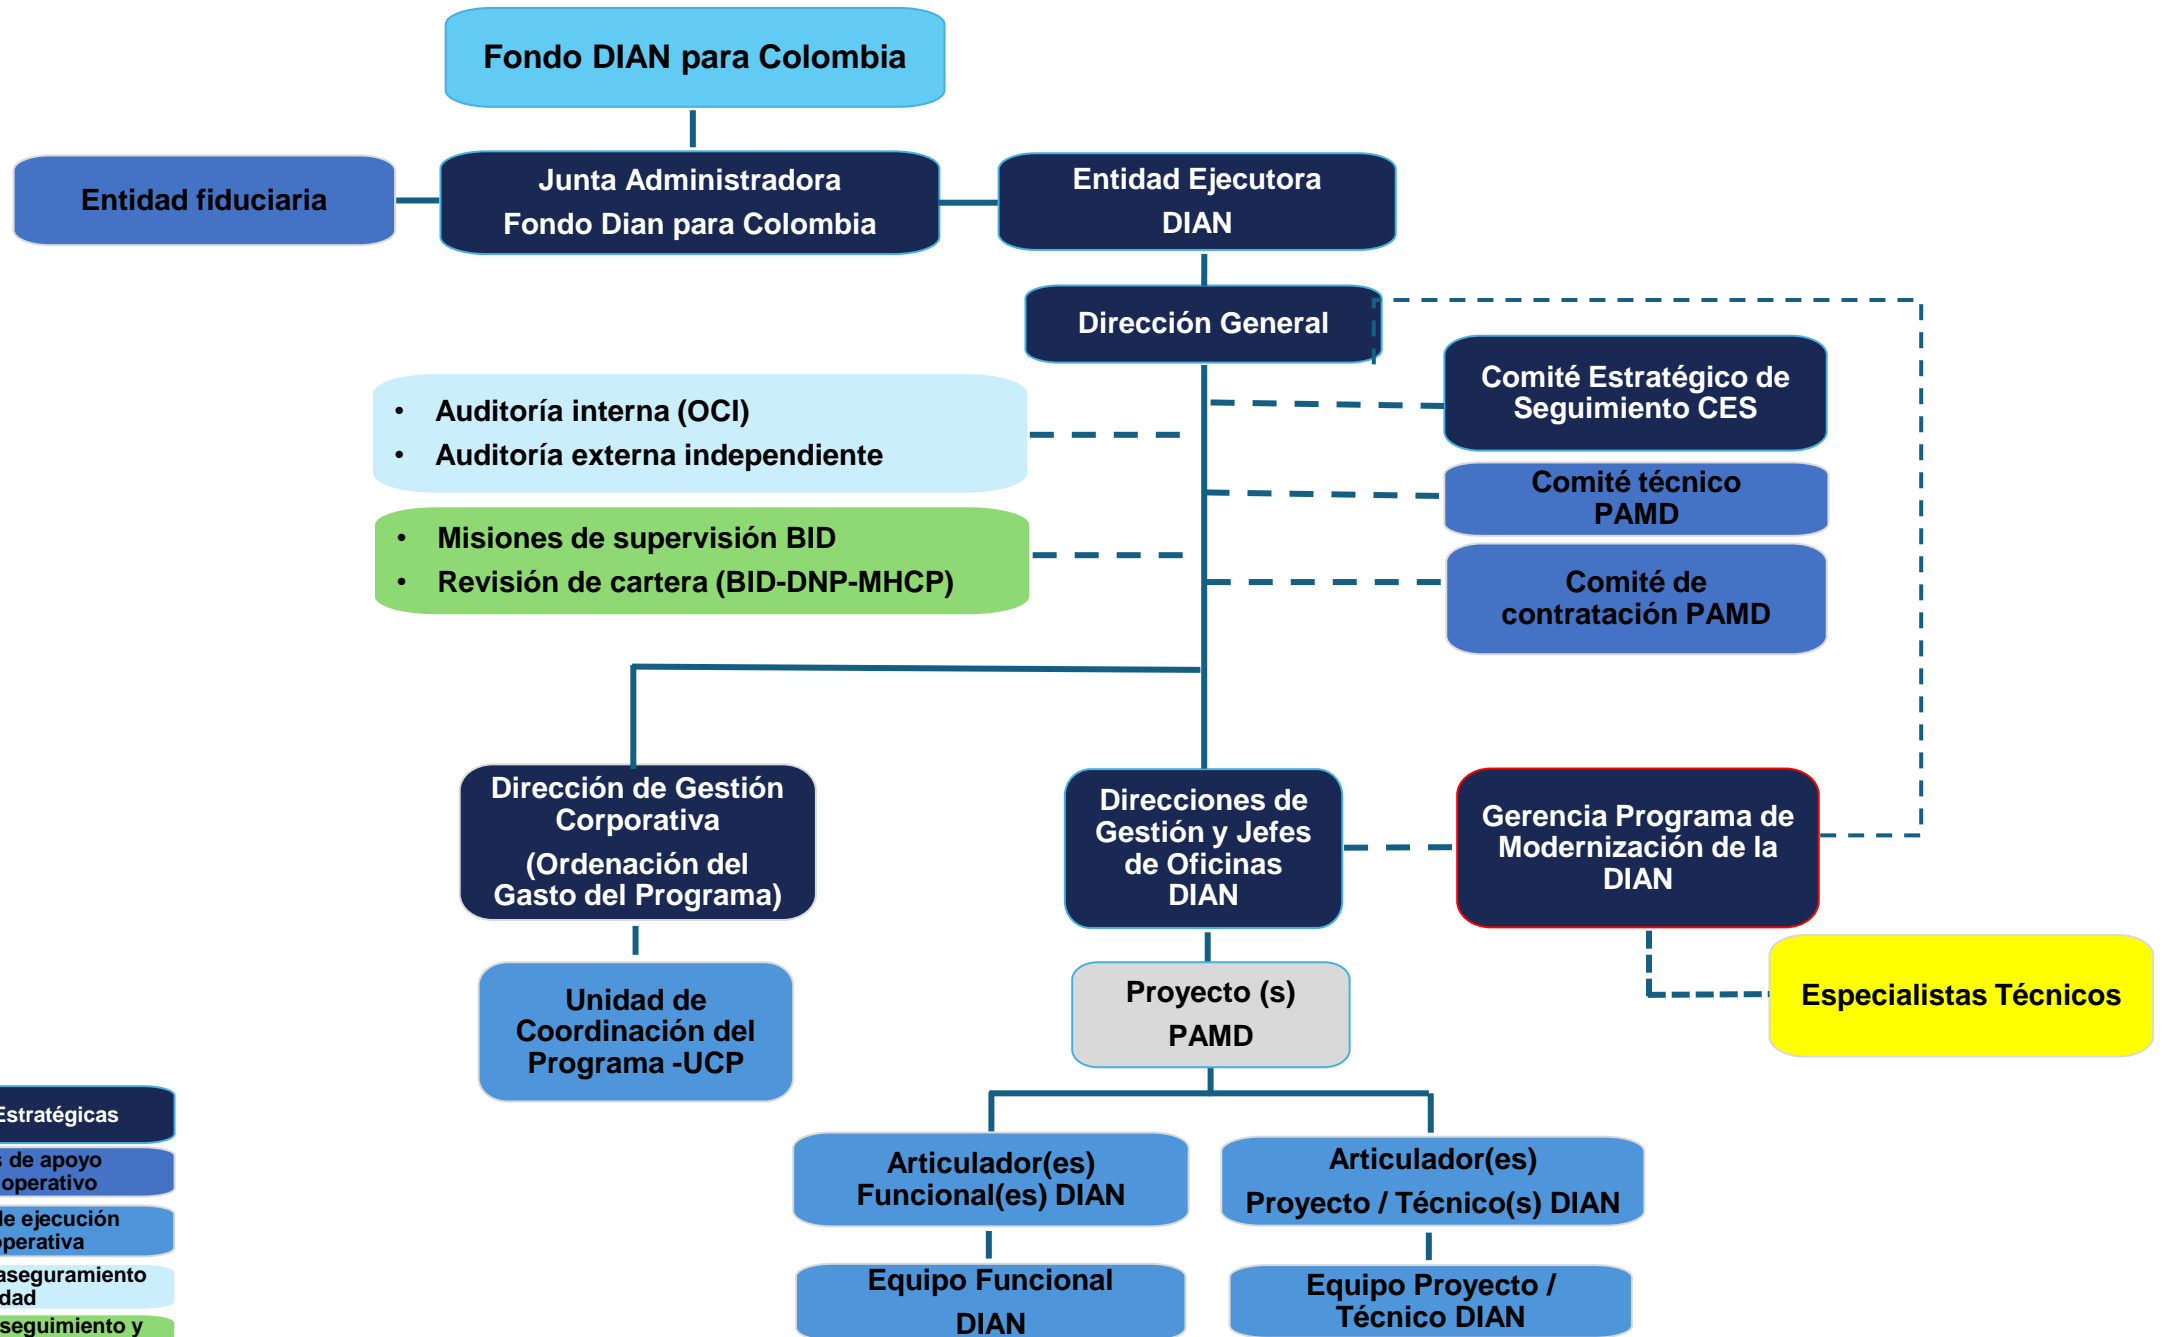 Fondo DIAN para Colombia
Entidad fiduciaria
Junta Administradora
Fondo Dian para Colombia
Entidad Ejecutora
DIAN
Dirección General
• Auditoría interna (OCI)
• Auditoría externa independiente
• Misiones de supervisión BID
• Revisión de cartera (BID-DNP-MHCP)
Comité Estratégico de
Seguimiento CES
Comité técnico
PAMD
Comité de
contratación PAMD
Dirección de Gestión
Corporativa
(Ordenación del
Gasto del Programa)
Direcciones de
Gestión y Jefes
de Oficinas
DIAN
Gerencia Programa de
Modernización de la
DIAN
Unidad de
Coordinación del
Programa -UCP
Proyecto (s)
PAMD
Especialistas Técnicos
Articulador(es)
Funcional(es) DIAN
Articulador(es)
Proyecto / Técnico(s) DIAN
Equipo Funcional
DIAN
Equipo Proyecto /
Técnico DIAN
Estratégicas
de apoyo
operativo
de ejecución
operativa
aseguramiento
seguimiento y